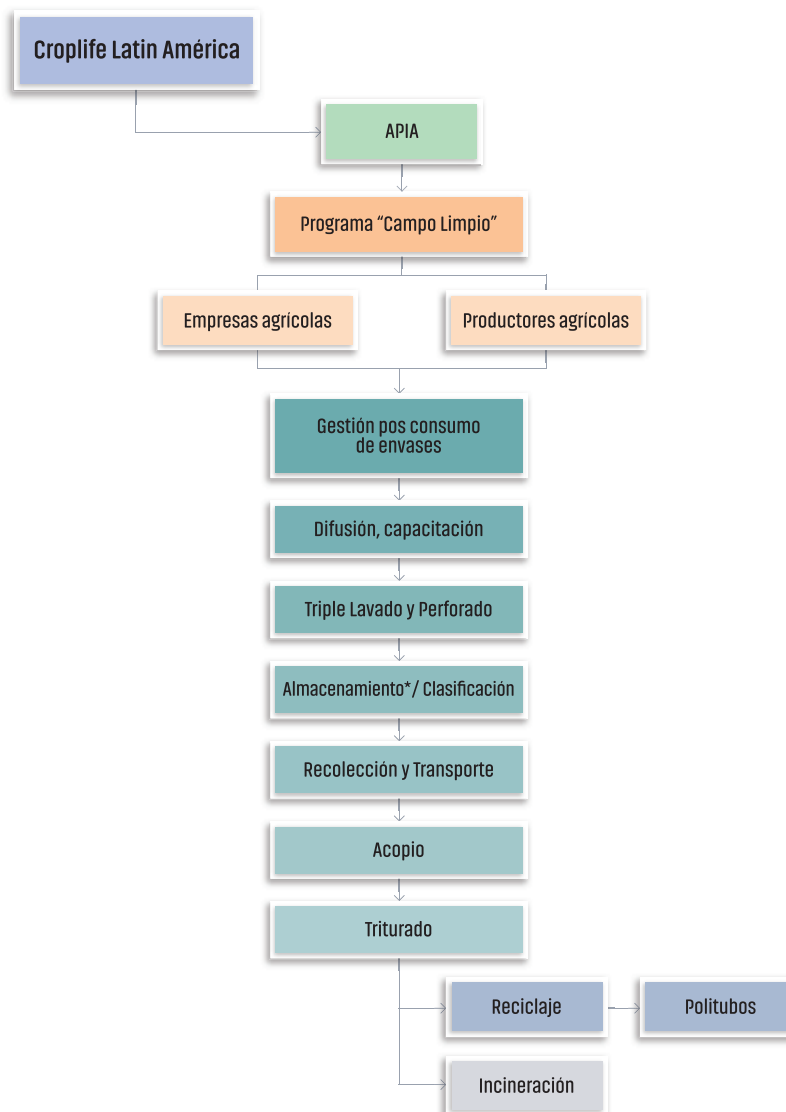 Croplife Latin América
APIA
Programa “Campo Limpio”
Empresas agrícolas
Productores agrícolas
Gestión pos consumo
de envases
Difusión, capacitación
Triple Lavado y Perforado
Almacenamiento*/ Clasificación
Recolección y Transporte
Acopio
Triturado
Reciclaje
Politubos
Incineración